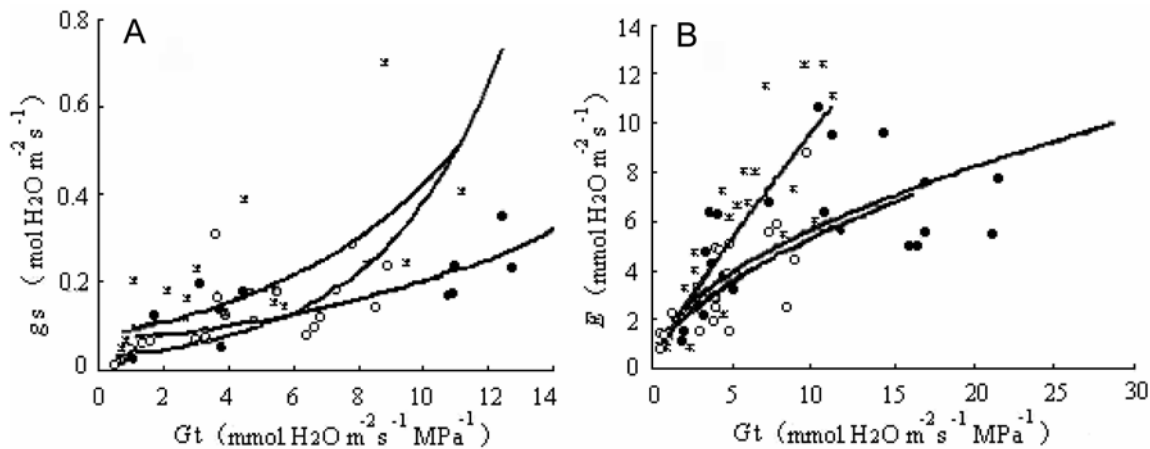 A
0.8
0.6
0.4
0.2
0
0 2 4 6 8 10 12 14
gs (mol H2O m-2 s-1)
Gt (mmol H2O m-2 s-1 MPa-1)
B
14
12
10
8
6
4
2
0
0 5 10 15 20 25 30
E (mmol H2O m-2 s-1)
Gt (mmol H2O m-2 s-1 MPa-1)